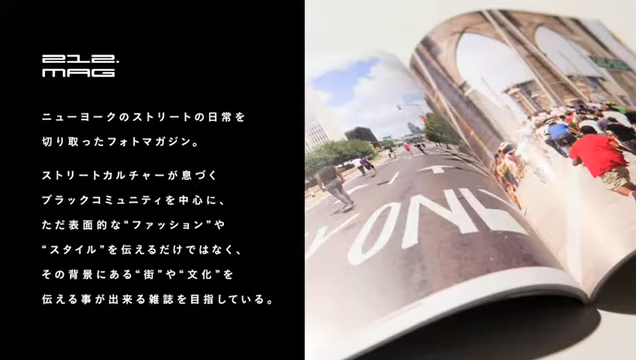 212.
MAG
ニューヨークのストリートの日常を
切り取ったフォトマガジン。
ストリートカルチャーが息づく
ブラックコミュニティを中心に、
ただ表面的な“ファッション”や
“スタイル”を伝えるだけではなく、
その背景にある“街”や“文化”を
伝える事が出来る雑誌を目指している。
ONLY